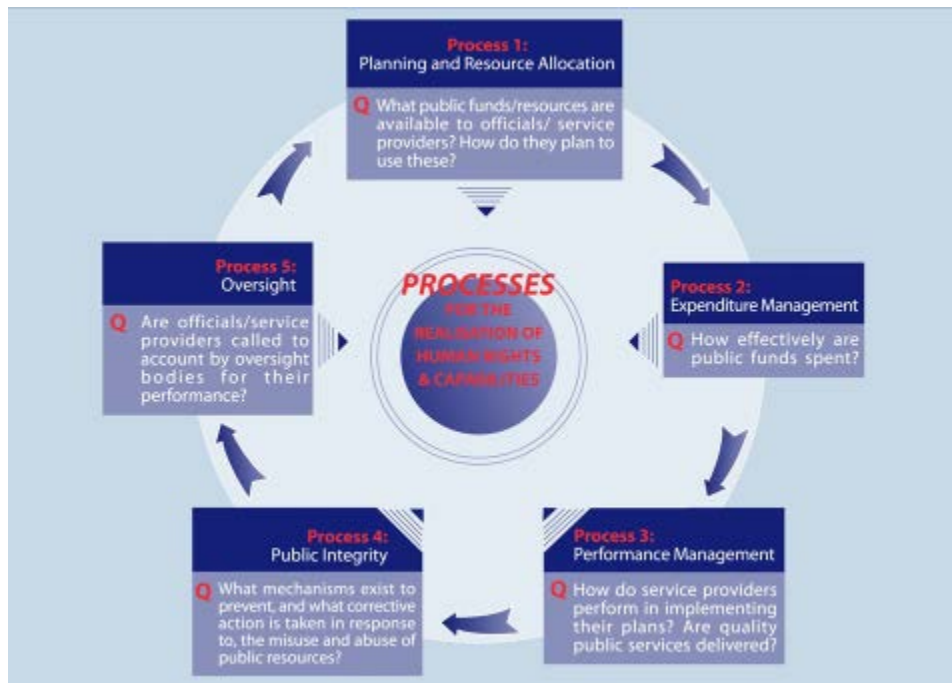 Process 1:
Planning and Resource Allocation
Q What public funds/resources are
available to officials/ service
providers? How do they plan to
use these?
Process 2:
Expenditure Management
Q How effectively are
public funds spent?
Process 3:
Performance Management
Q How do service providers
perform in implementing
their plans? Are quality
public services delivered?
Process 4:
Public Integrity
Q What mechanisms exist to
prevent, and what corrective
action is taken in response
to, the misuse and abuse of
public resources?
Process 5:
Oversight
Q Are officials/service
providers called to
account by oversight
bodies for their
performance?
PROCESSES
FOR THE
REALISATION OF
HUMAN RIGHTS
& CAPABILITIES